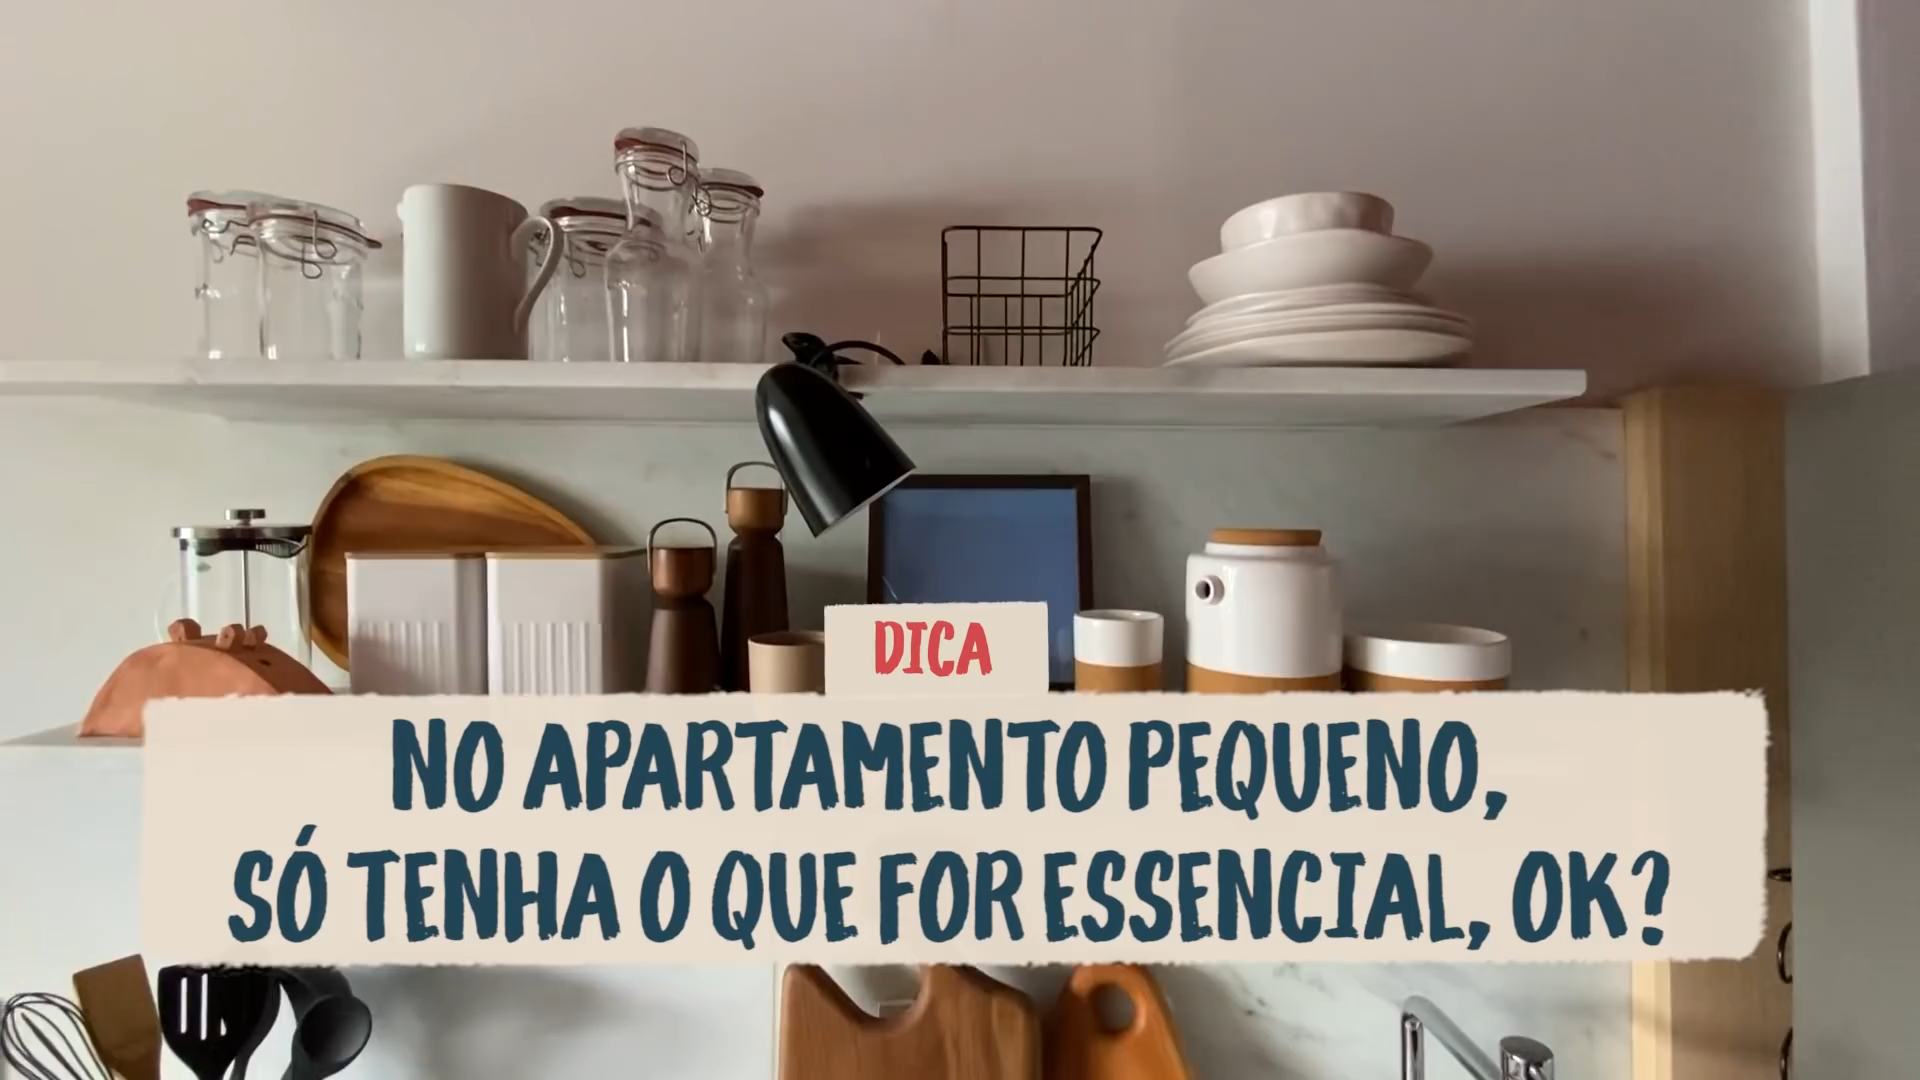 DICA
NO APARTAMENTO PEQUENO,
SÓ TENHA O QUE FOR ESSENCIAL, OK?